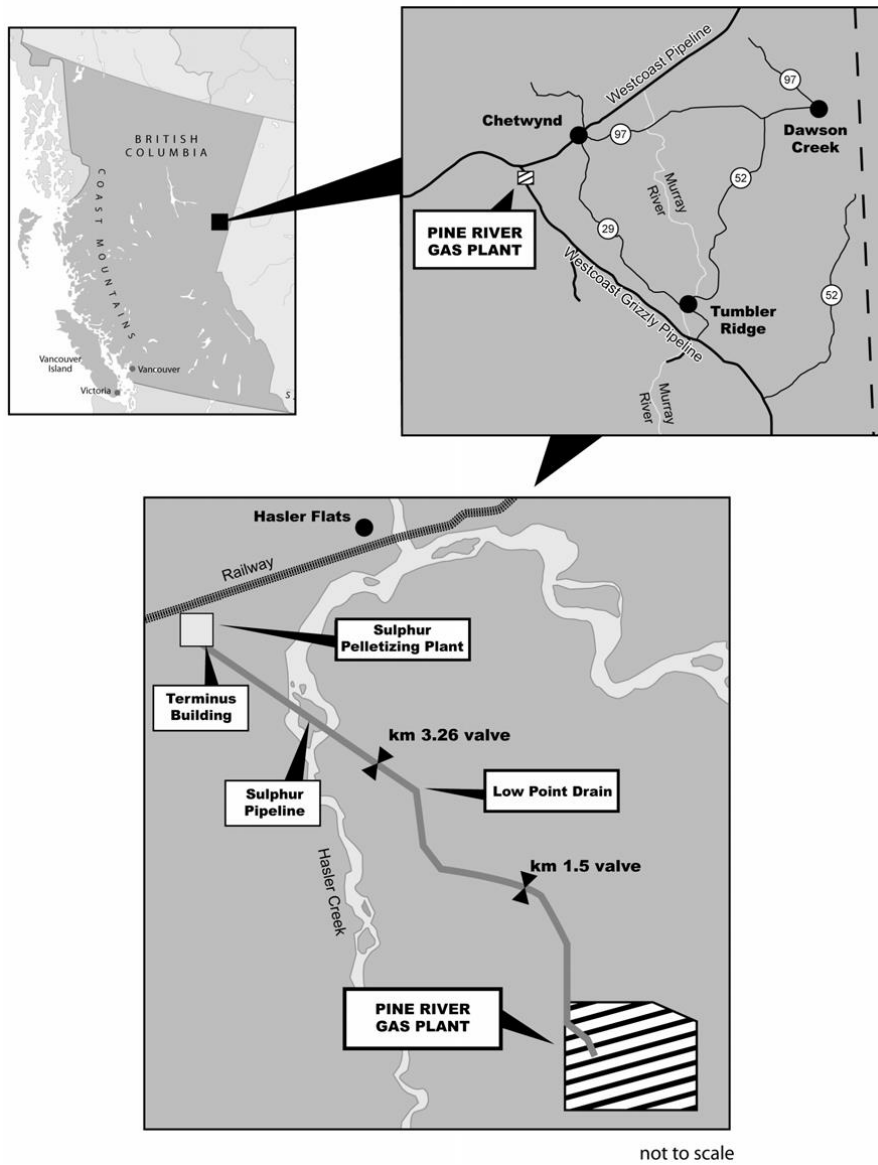 BRITISH
COLUMBIA
COAST MOUNTAINS
Vancouver
Island
Vancouver
Victoria
S
Westcoast Pipeline
97
Chetwynd
97
Dawson
Creek
Murray
River
52
PINE RIVER
GAS PLANT
29
Westcoast Grizzly Pipeline
52
Tumbler
Ridge
Murray
River
Hasler Flats
Railway
Sulphur
Pelletizing Plant
Terminus
Building
km 3.26 valve
Sulphur
Pipeline
Low Point Drain
km 1.5 valve
Hasler Creek
PINE RIVER
GAS PLANT
not to scale